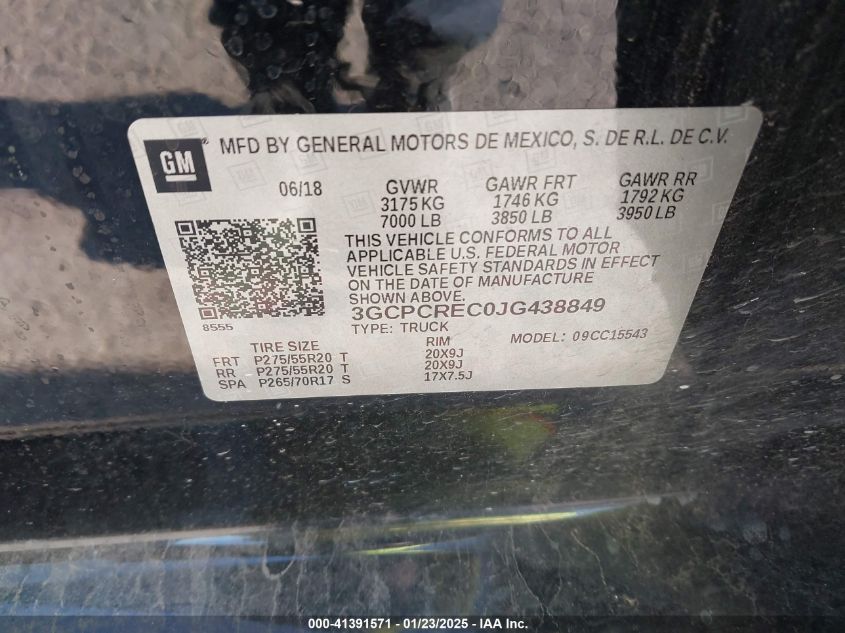 GM
MFD BY GENERAL MOTORS DE MEXICO, S. DE R.L. DE C.V.
06/18 GVWR GAWR FRT GAWR RR
3175 KG 1746 KG 1792 KG
7000 LB 3850 LB 3950 LB
THIS VEHICLE CONFORMS TO ALL
APPLICABLE U.S. FEDERAL MOTOR
VEHICLE SAFETY STANDARDS IN EFFECT
ON THE DATE OF MANUFACTURE
SHOWN ABOVE.
3GCPCREC0JG438849
8555
TYPE: TRUCK MODEL: 09CC15543
TIRE SIZE RIM
FRT P275/55R20 T 20X9J
RR P275/55R20 T 20X9J
SPA P265/70R17 S 17X7.5J
000-41391571 | 01/23/2025 | IAA Inc.